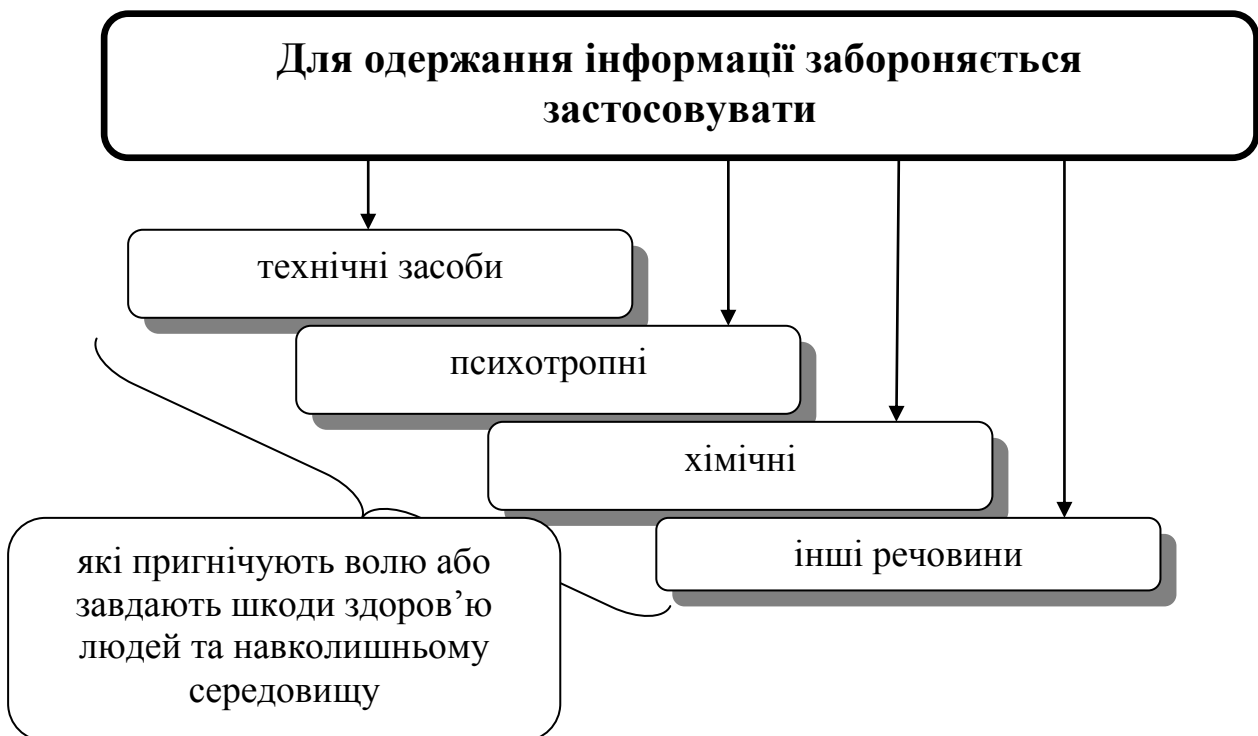 Для одержання інформації забороняється
застосовувати
технічні засоби
психотропні
хімічні
інші речовини
які пригнічують волю або
завдають шкоди здоров’ю
людей та навколишньому
середовищу